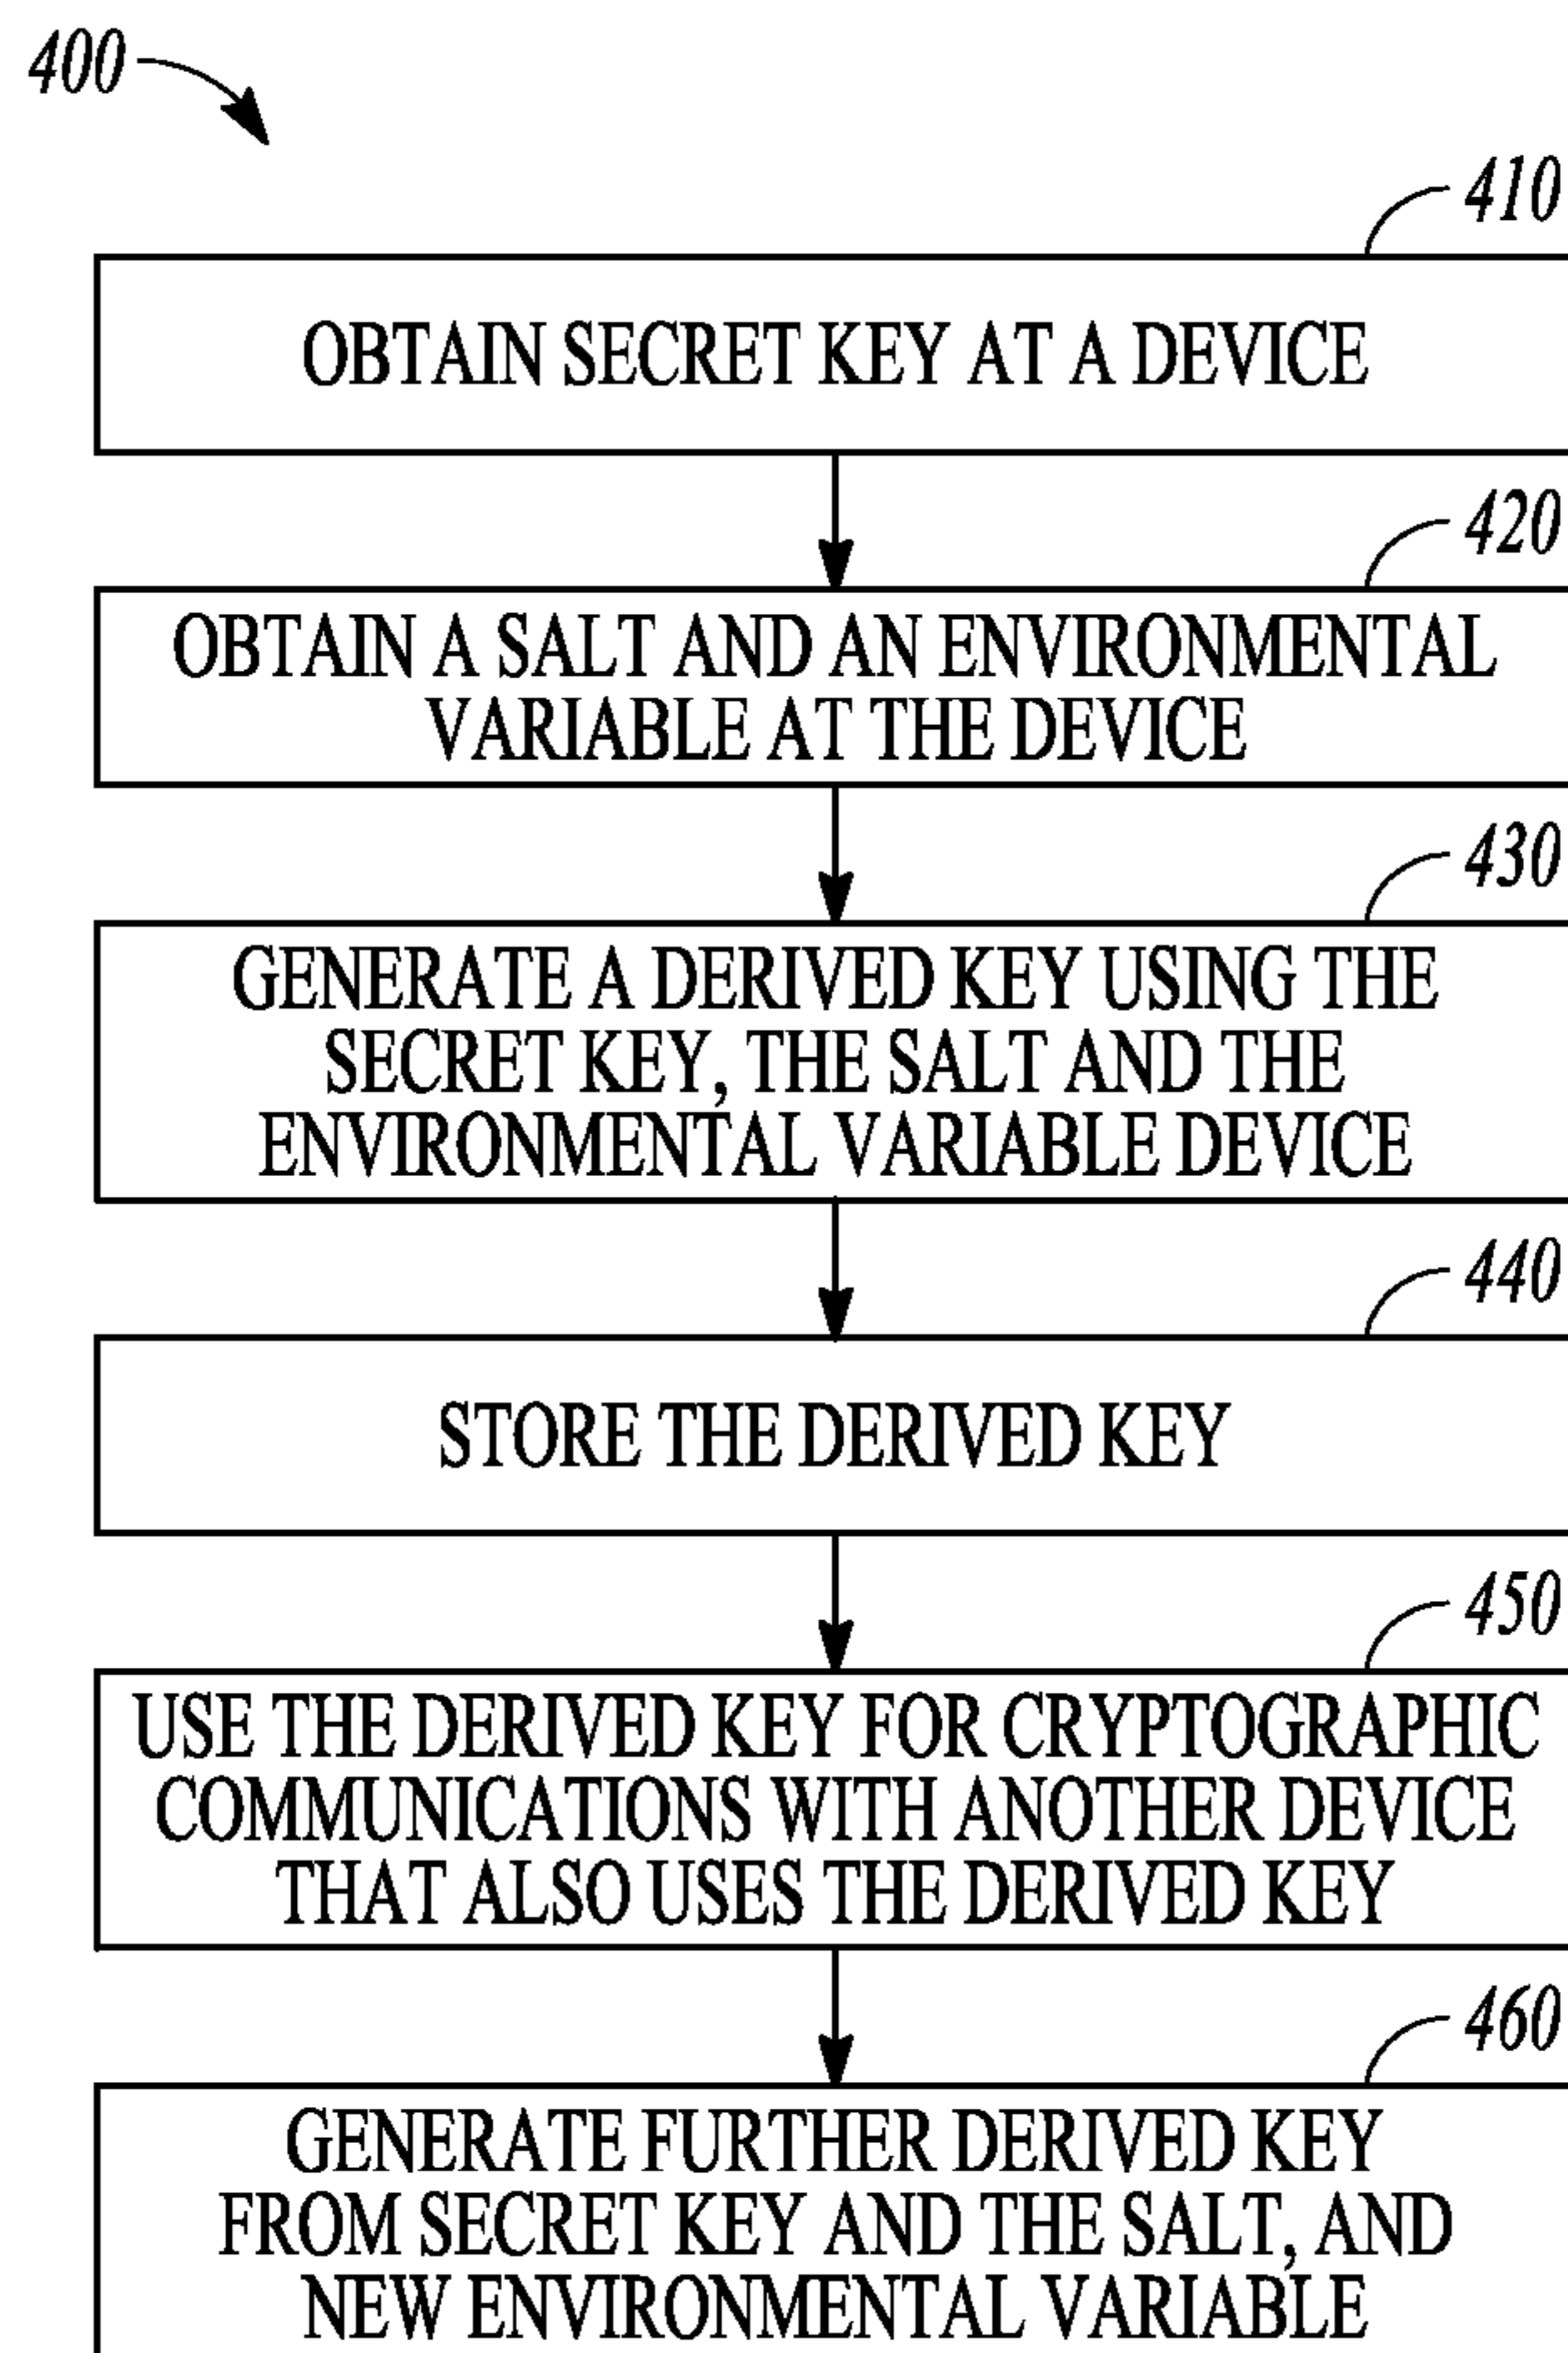 400
410
OBTAIN SECRET KEY AT A DEVICE
420
OBTAIN A SALT AND AN ENVIRONMENTAL
VARIABLE AT THE DEVICE
430
GENERATE A DERIVED KEY USING THE
SECRET KEY, THE SALT AND THE
ENVIRONMENTAL VARIABLE DEVICE
440
STORE THE DERIVED KEY
450
USE THE DERIVED KEY FOR CRYPTOGRAPHIC
COMMUNICATIONS WITH ANOTHER DEVICE
THAT ALSO USES THE DERIVED KEY
460
GENERATE FURTHER DERIVED KEY
FROM SECRET KEY AND THE SALT, AND
NEW ENVIRONMENTAL VARIABLE